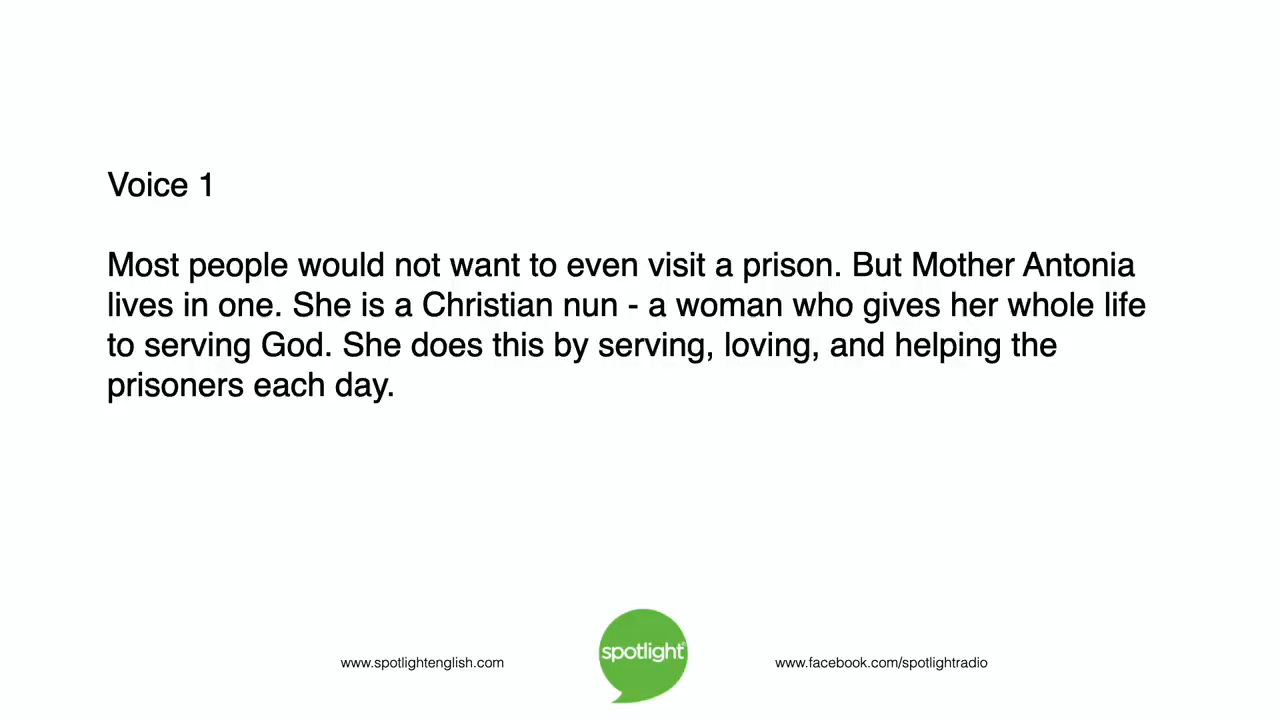 Voice 1
Most people would not want to even visit a prison. But Mother Antonia
lives in one. She is a Christian nun - a woman who gives her whole life
to serving God. She does this by serving, loving, and helping the
prisoners each day.
www.spotlightenglish.com
spotlight
www.facebook.com/spotlightradio